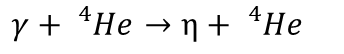 γ + ⁴He → η + ⁴He